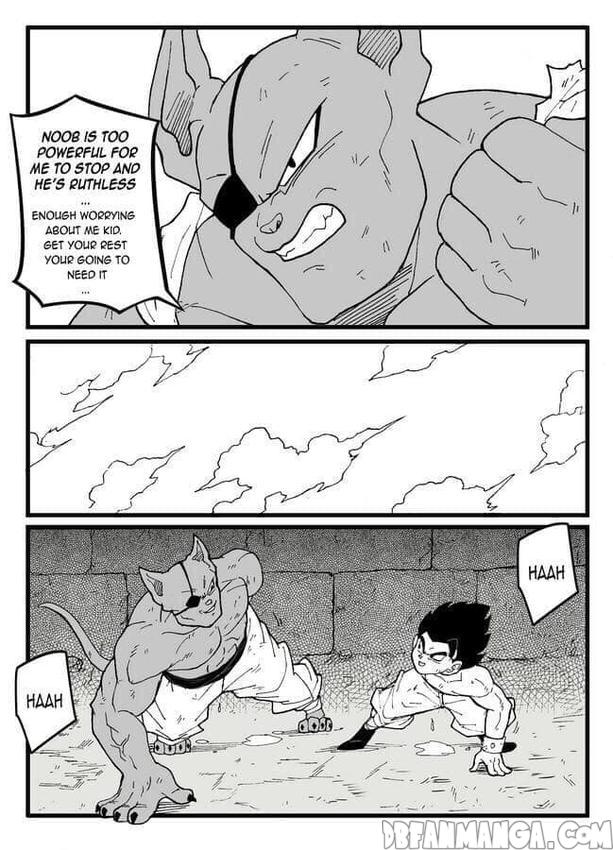 NOOB IS TOO
POWERFUL FOR
ME TO STOP AND
HE'S RUTHLESS
...
ENOUGH WORRYING
ABOUT ME KID.
GET YOUR REST
YOUR GOING TO
NEED IT
...
HAAH
HAAH
DBFANMANGA.COM